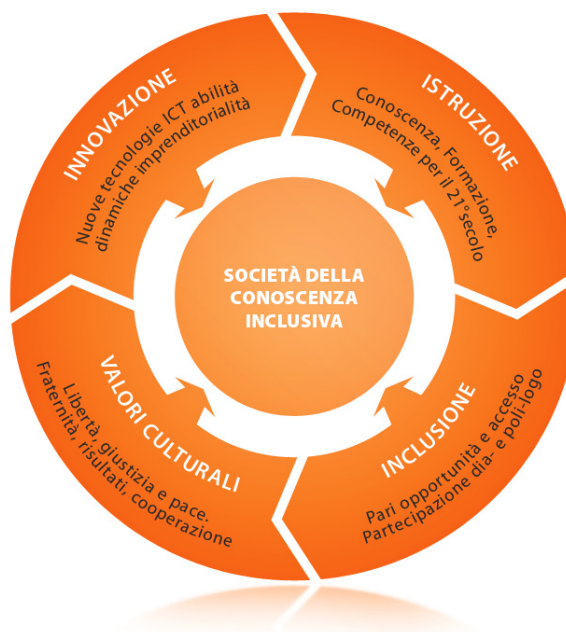 INNOVAZIONE
Nuove tecnologie ICT abilità
dinamiche imprenditorialità
ISTRUZIONE
Conoscenza, Formazione,
Competenze per il 21° secolo
SOCIETÀ DELLA
CONOSCENZA
INCLUSIVA
VALORI CULTURALI
Libertà, giustizia e pace.
Fraternità, risultati, cooperazione
INCLUSIONE
Pari opportunità e accesso
Partecipazione dia- e poli-logo